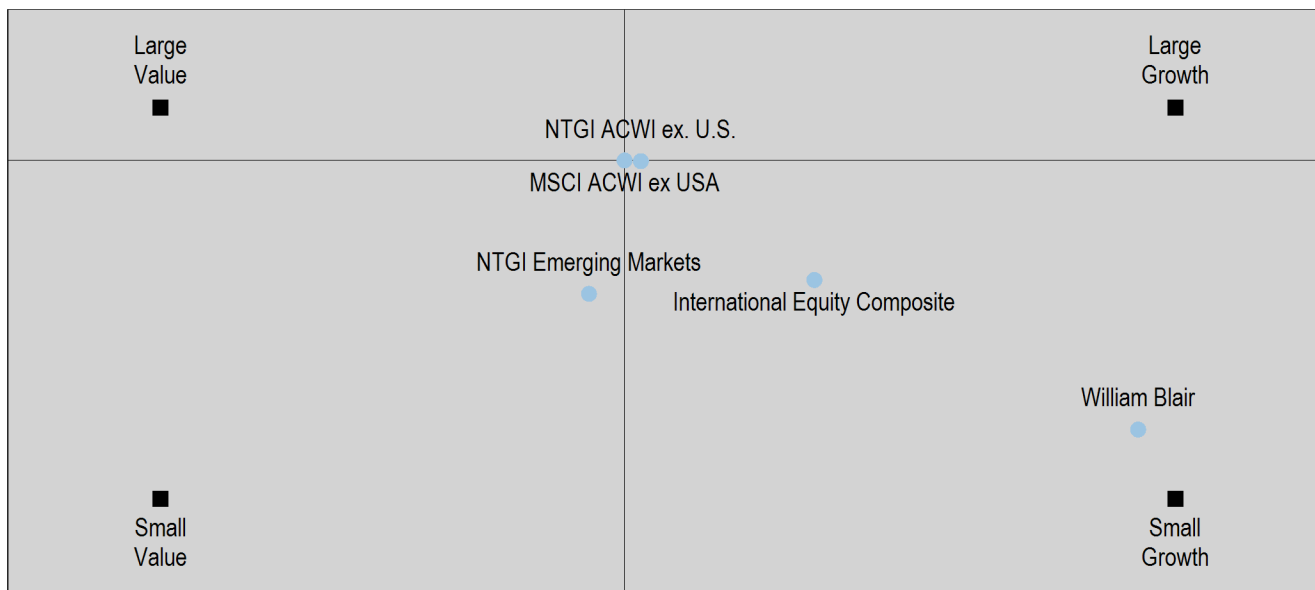 Large
Value
Large
Growth
NTGI ACWI ex. U.S.
MSCI ACWI ex USA
NTGI Emerging Markets
International Equity Composite
William Blair
Small
Value
Small
Growth